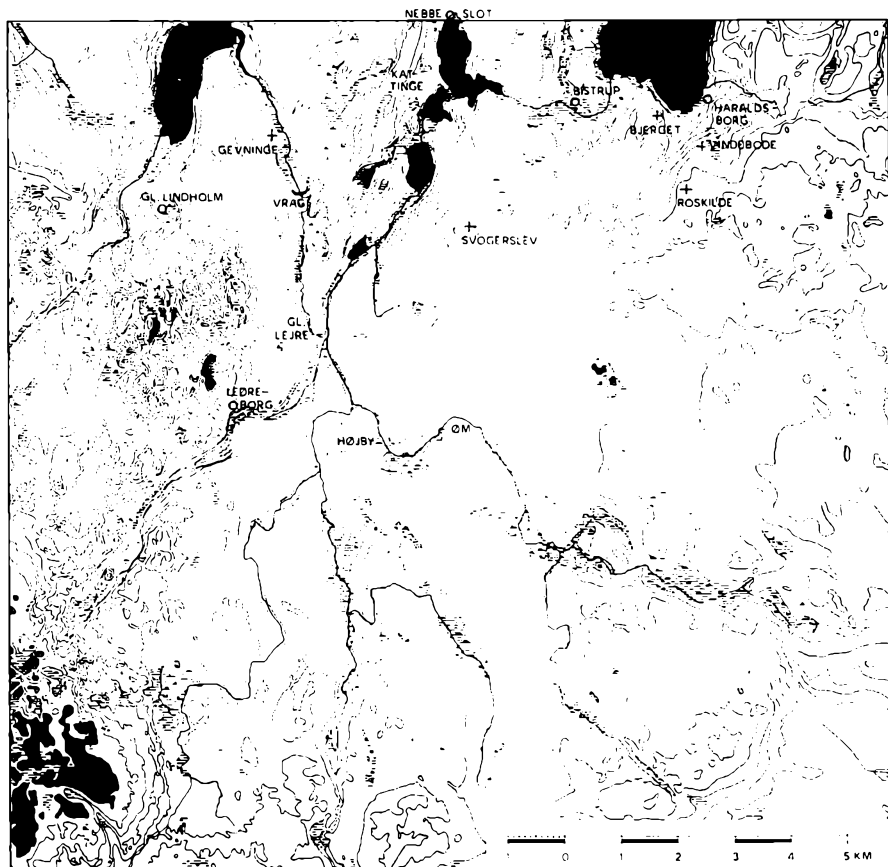 NEBBE SLOT
KAT-
TINGE
BISTRUP
HARALDS
BORG
BJERGET
VINDEBODE
GEVNINGE
GL. LINDHOLM
VRAG
ROSKILDE
SVOGERSLEV
GL.
LEJRE
LEDRE-
BORG
HØJBY
ØM
0 1 2 3 4 5 KM